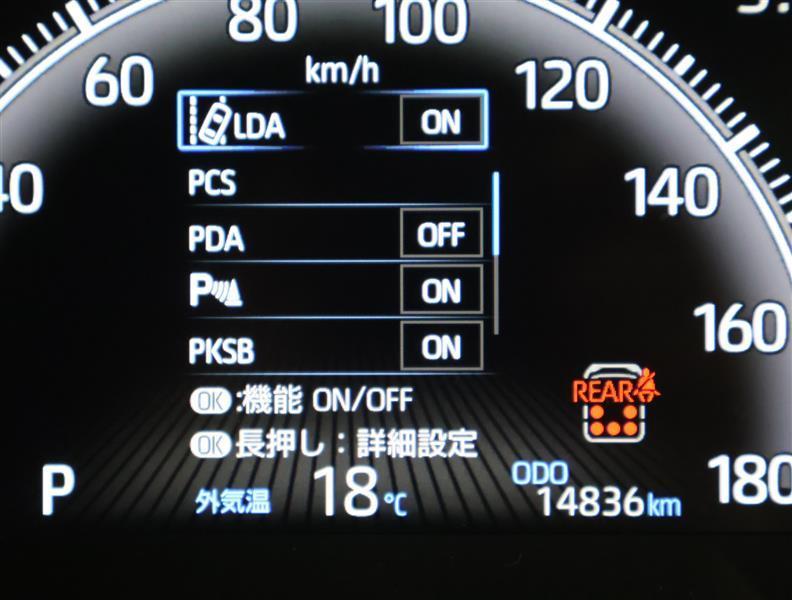 80 100
km/h
60 120
LDA ON
40 140
PCS
PDA OFF
P ON
160
PKSB ON
REAR
OK:機能 ON/OFF
OK長押し:詳細設定
P 180
外気温 18℃
ODO
14836km